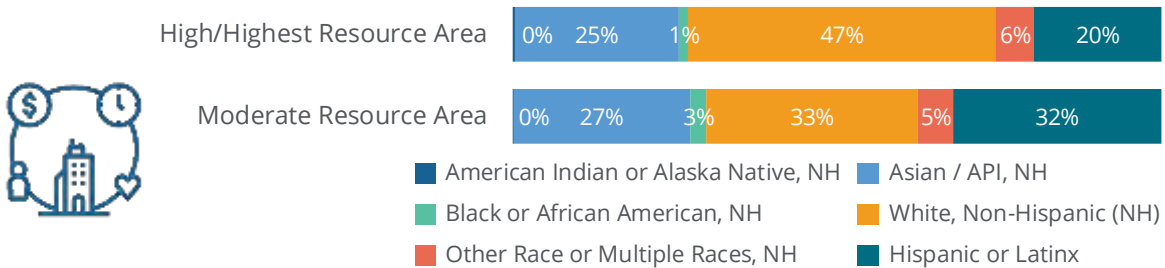 High/Highest Resource Area 0% 25% 1% 47% 6% 20%
$
Moderate Resource Area 0% 27% 3% 33% 5% 32%
American Indian or Alaska Native, NH Asian / API, NH
Black or African American, NH White, Non-Hispanic (NH)
Other Race or Multiple Races, NH Hispanic or Latinx